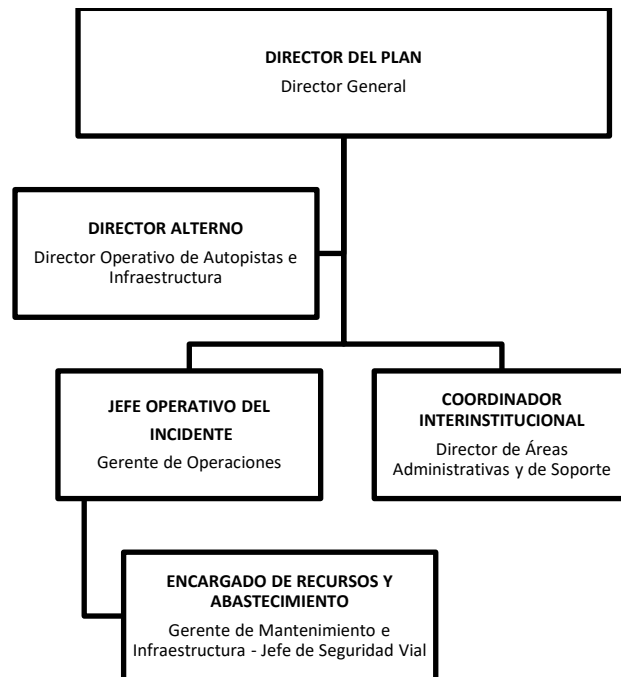 DIRECTOR DEL PLAN
Director General
DIRECTOR ALTERNO
Director Operativo de Autopistas e
Infraestructura
JEFE OPERATIVO DEL
INCIDENTE
Gerente de Operaciones
COORDINADOR
INTERINSTITUCIONAL
Director de Áreas
Administrativas y de Soporte
ENCARGADO DE RECURSOS Y
ABASTECIMIENTO
Gerente de Mantenimiento e
Infraestructura - Jefe de Seguridad Vial